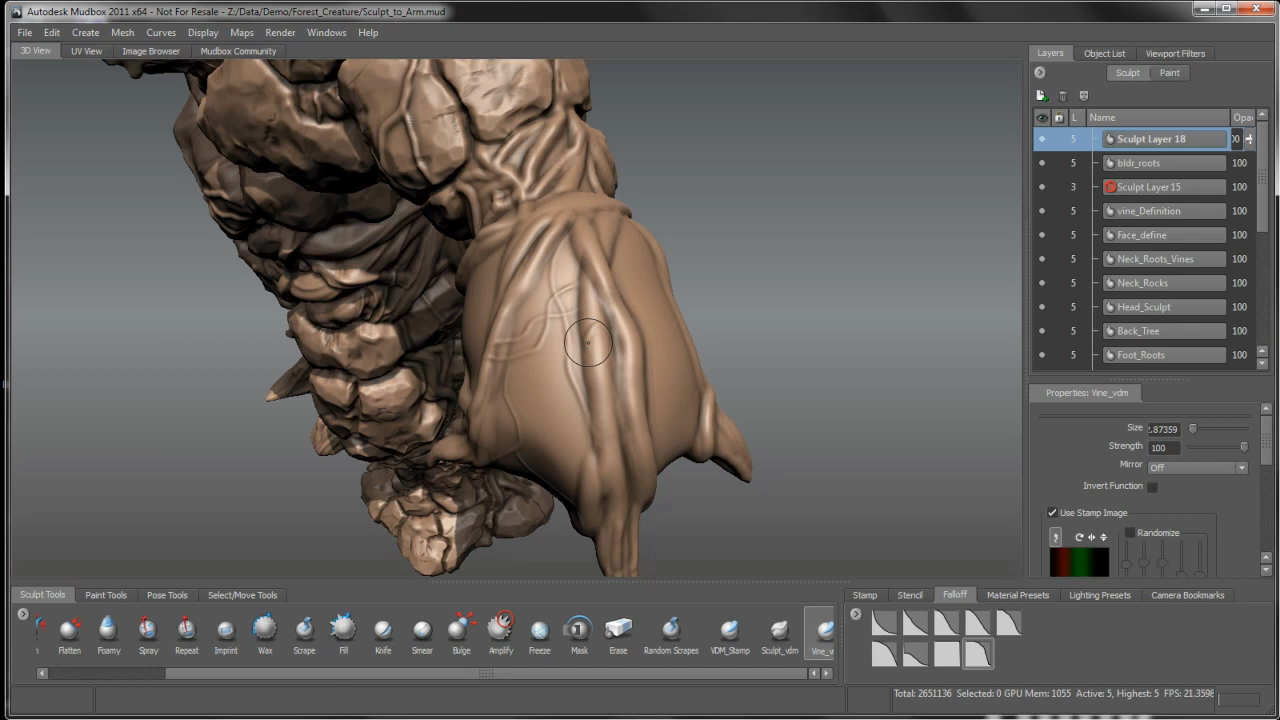 Autodesk Mudbox 2011 x64 - Not For Resale - Z:/Data/Demo/Forest_Creature/Sculpt_to_Arm.mud
File Edit Create Mesh Curves Display Maps Render Windows Help
3D View UV View Image Browser Mudbox Community
Layers Object List Viewport Filters
Sculpt Paint
L Name Opa
5 Sculpt Layer 18 00
5 bldr_roots 100
3 Sculpt Layer 15 100
5 vine_Definition 100
5 Face_define 100
5 Neck_Roots_Vines 100
5 Neck_Rocks 100
5 Head_Sculpt 100
5 Back_Tree 100
5 Foot_Roots 100
Properties: Vine_vdm
Size .87359
Strength 100
Mirror Off
Invert Function
Use Stamp Image
Randomize
Sculpt Tools Paint Tools Pose Tools Select/Move Tools
Flatten Foamy Spray Repeat Imprint Wax Scrape Fill Knife Smear Bulge Amplify Freeze Mask Erase Random Scrapes VDM_Stamp Sculpt_vdm Vine_v
Stamp Stencil Falloff Material Presets Lighting Presets Camera Bookmarks
Total: 2651136 Selected: 0 GPU Mem: 1055 Active: 5, Highest: 5 FPS: 21.3598